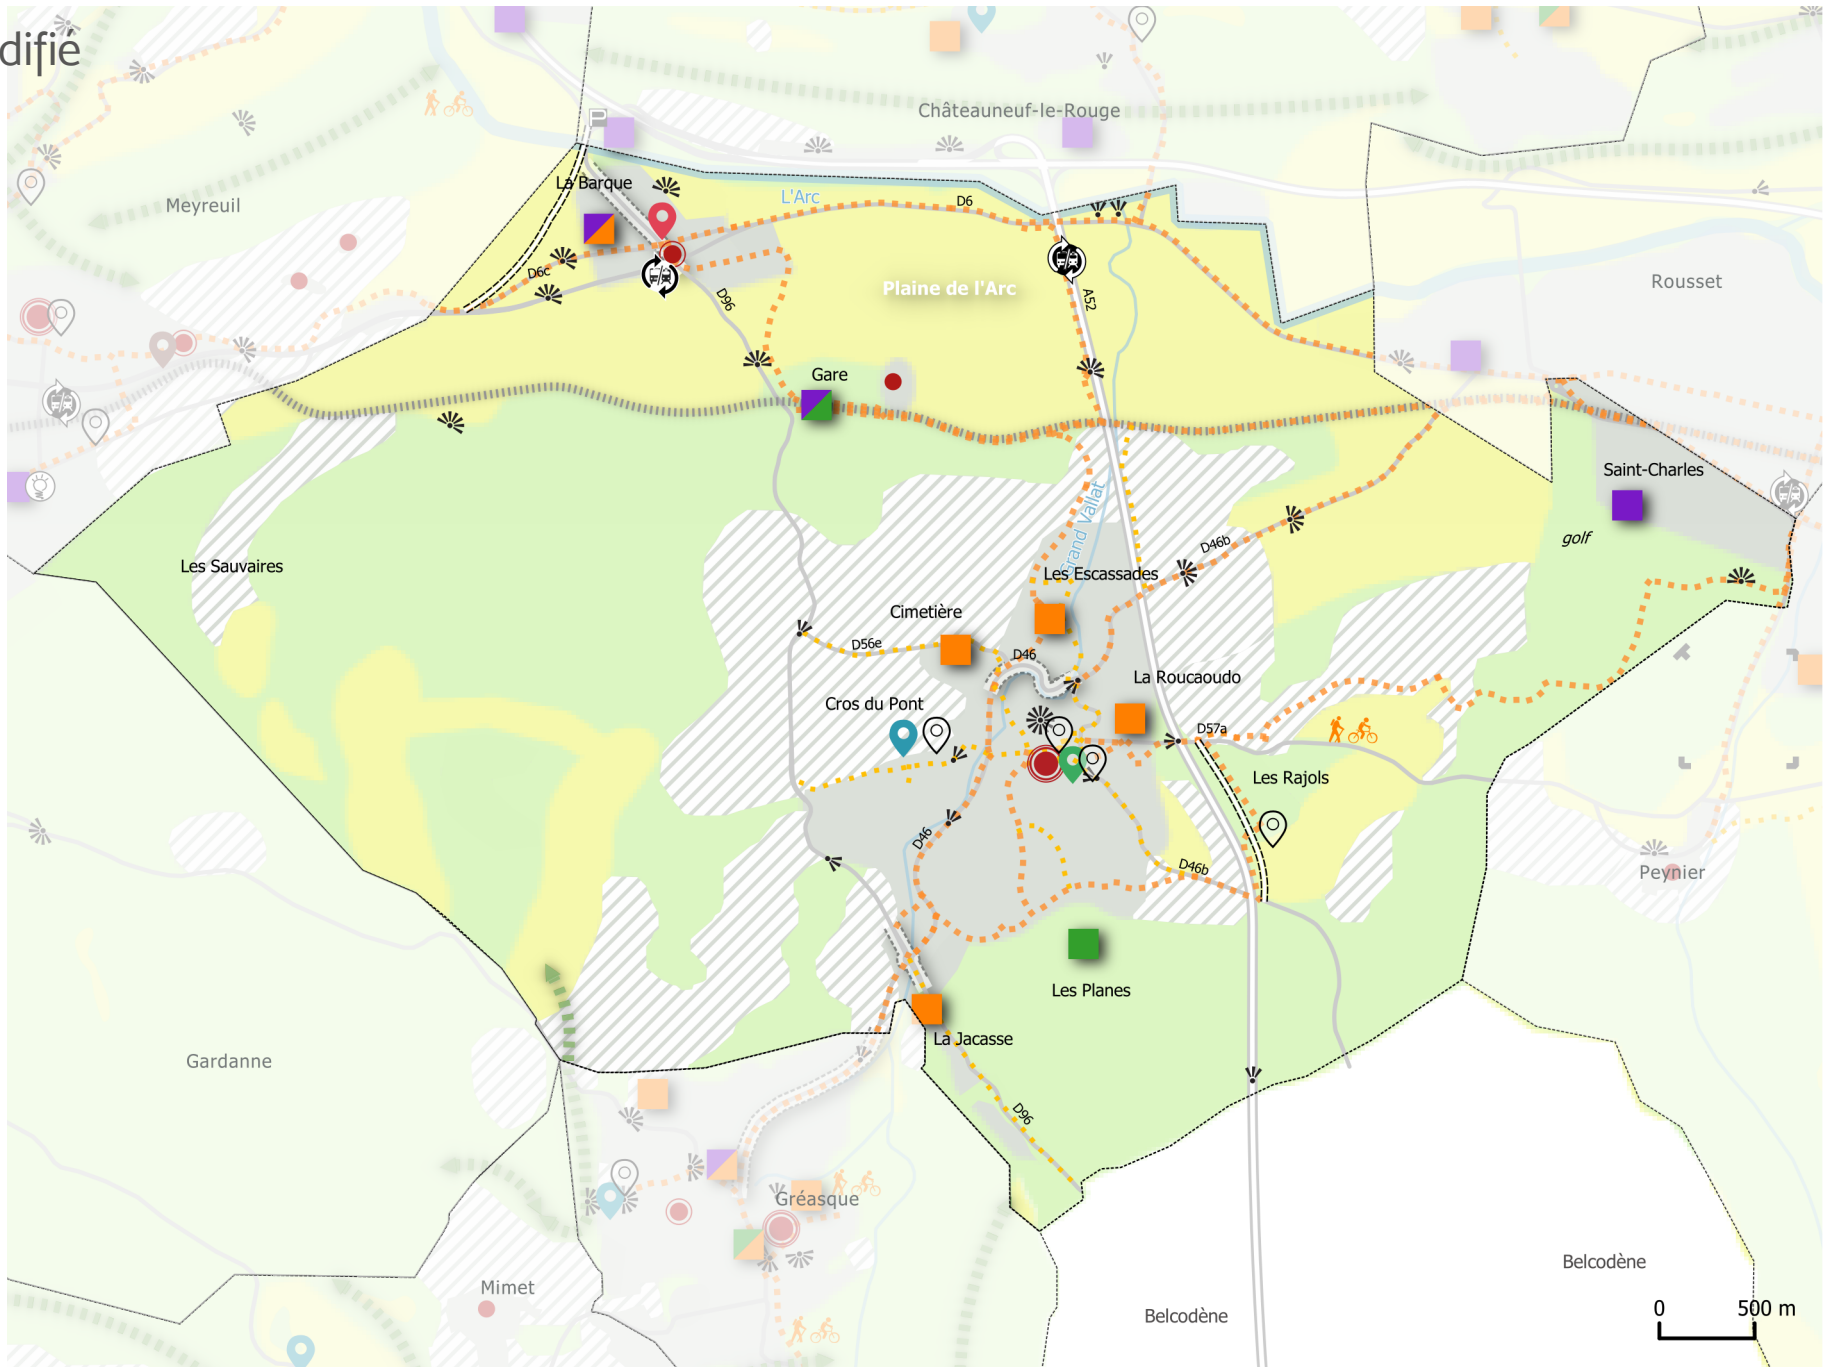 difié
Châteauneuf-le-Rouge
P
La Barque
L'Arc
D6
Meyreuil
D6c
Rousset
Plaine de l'Arc
D96
A52
Gare
Saint-Charles
Grand Vallat
golf
D46b
Les Sauvaires
Les Escassades
Cimetière
D56e
D46
La Roucaoudo
Cros du Pont
D57a
Les Rajols
D46
D46b
Peynier
Les Planes
La Jacasse
Gardanne
D96
Gréasque
Belcodène
Mimet
Belcodène
0 500 m